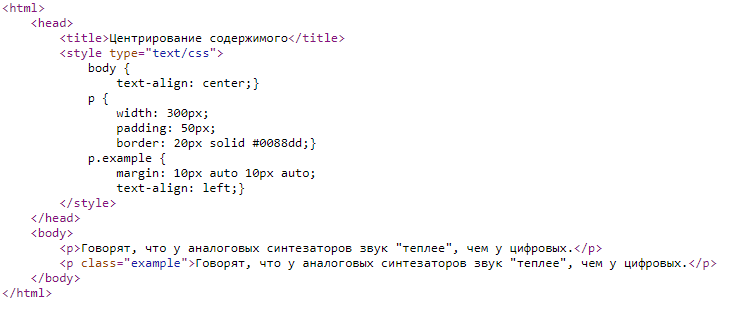 <html>
    <head>
        <title>Центрирование содержимого</title>
        <style type="text/css">
            body {
                text-align: center;}
            p {
                width: 300px;
                padding: 50px;
                border: 20px solid #0088dd;}
            p.example {
                margin: 10px auto 10px auto;
                text-align: left;}
        </style>
    </head>
    <body>
        <p>Говорят, что у аналоговых синтезаторов звук "теплее", чем у цифровых.</p>
        <p class="example">Говорят, что у аналоговых синтезаторов звук "теплее", чем у цифровых.</p>
    </body>
</html>